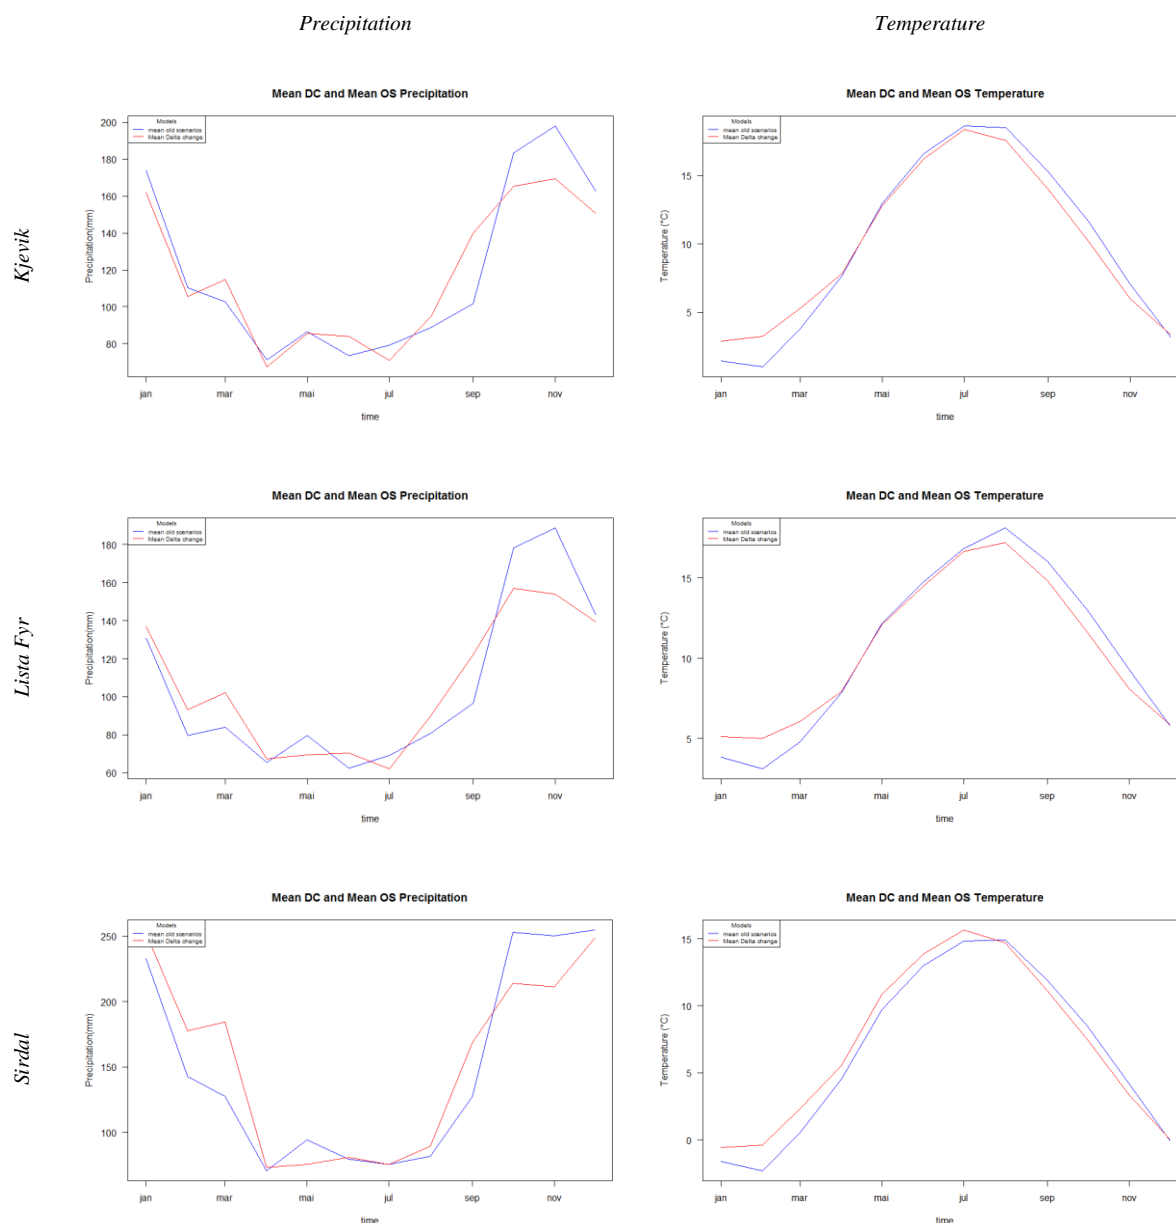 Precipitation
Temperature
Kjevik
Mean DC and Mean OS Precipitation
Models
mean old scenarios
Mean Delta change
Precipitation(mm)
200
180
160
140
120
100
80
jan mar mai jul sep nov
time
Mean DC and Mean OS Temperature
Models
mean old scenarios
Mean Delta change
Temperature (°C)
15
10
5
jan mar mai jul sep nov
time
Lista Fyr
Mean DC and Mean OS Precipitation
Models
mean old scenarios
Mean Delta change
Precipitation(mm)
180
160
140
120
100
80
60
jan mar mai jul sep nov
time
Mean DC and Mean OS Temperature
Models
mean old scenarios
Mean Delta change
Temperature (°C)
15
10
5
jan mar mai jul sep nov
time
Sirdal
Mean DC and Mean OS Precipitation
Models
mean old scenarios
Mean Delta change
Precipitation(mm)
250
200
150
100
jan mar mai jul sep nov
time
Mean DC and Mean OS Temperature
Models
mean old scenarios
Mean Delta change
Temperature (°C)
15
10
5
0
jan mar mai jul sep nov
time